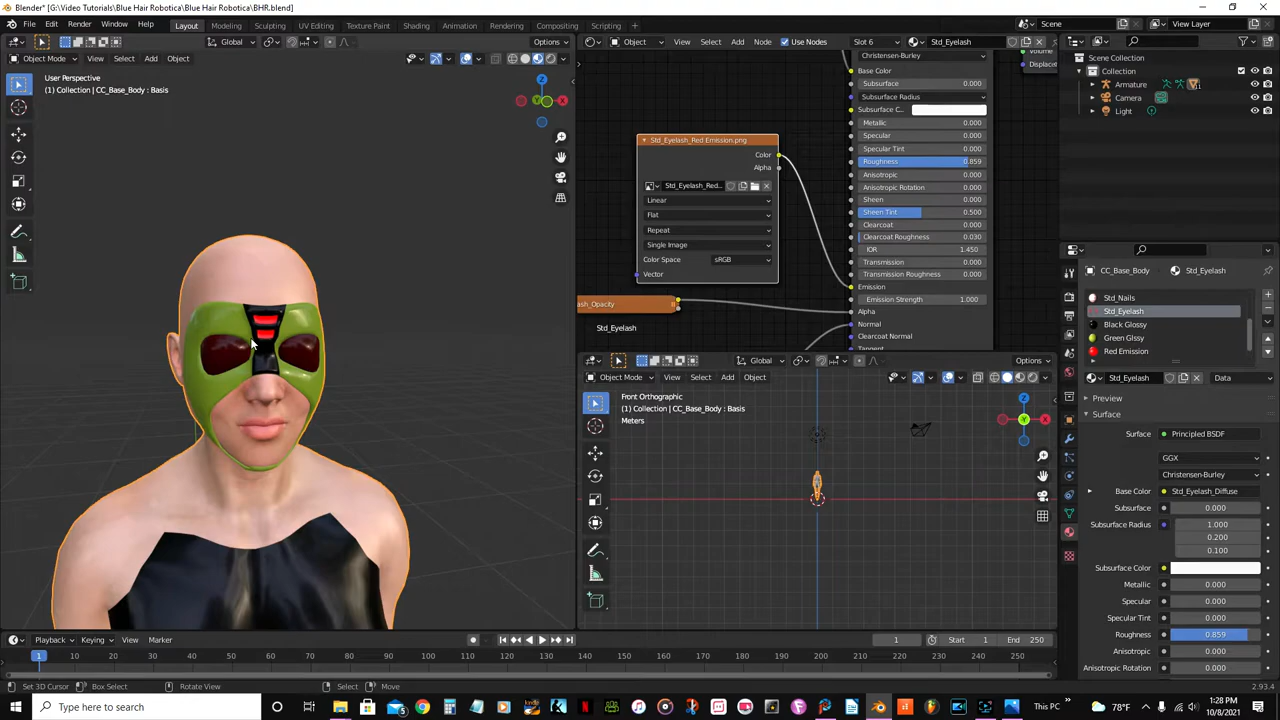 Blender* [G:\Video Tutorials\Blue Hair Robotica\BHR.blend]
File Edit Render Window Help Layout Modeling Sculpting UV Editing Texture Paint Shading Animation Rendering Compositing Scripting Scene View Layer
Global Options
Object Mode View Select Add Object
User Perspective
(1) Collection | CC_Base_Body : Basis
Object View Select Add Node Use Nodes Slot 6 Std_Eyelash
Std_Eyelash_Red Emission.png
Color
Alpha
Std_Eyelash_Red...
Linear
Flat
Repeat
Single Image
Color Space sRGB
Vector
ash_Opacity
Std_Eyelash
Christensen-Burley
Base Color
Subsurface 0.000
Subsurface Radius
Subsurface C...
Metallic 0.000
Specular 0.000
Specular Tint 0.000
Roughness 0.859
Anisotropic 0.000
Anisotropic Rotation 0.000
Sheen 0.000
Sheen Tint 0.500
Clearcoat 0.000
Clearcoat Roughness 0.030
IOR 1.450
Transmission 0.000
Transmission Roughness 0.000
Emission
Emission Strength 1.000
Alpha
Normal
Clearcoat Normal
Tangent
Volume
Displace
Global Options
Object Mode View Select Add Object
Front Orthographic
(1) Collection | CC_Base_Body : Basis
Meters
Scene Collection
Collection
Armature
Camera
Light
CC_Base_Body Std_Eyelash
Std_Nails
Std_Eyelash
Black Glossy
Green Glossy
Red Emission
Std_Eyelash Data
Preview
Surface
Surface Principled BSDF
GGX
Christensen-Burley
Base Color Std_Eyelash_Diffuse
Subsurface 0.000
Subsurface Radius 1.000
0.200
0.100
Subsurface Color
Metallic 0.000
Specular 0.000
Specular Tint 0.000
Roughness 0.859
Anisotropic 0.000
Anisotropic Rotation 0.000
Playback Keying View Marker 1 Start 1 End 250
1 10 20 30 40 50 60 70 80 90 100 110 120 130 140 150 160 170 180 190 200 210 220 230 240 250
Set 3D Cursor Box Select Rotate View Select Move 2.93.4
Type here to search This PC 78°F 1:28 PM
10/8/2021